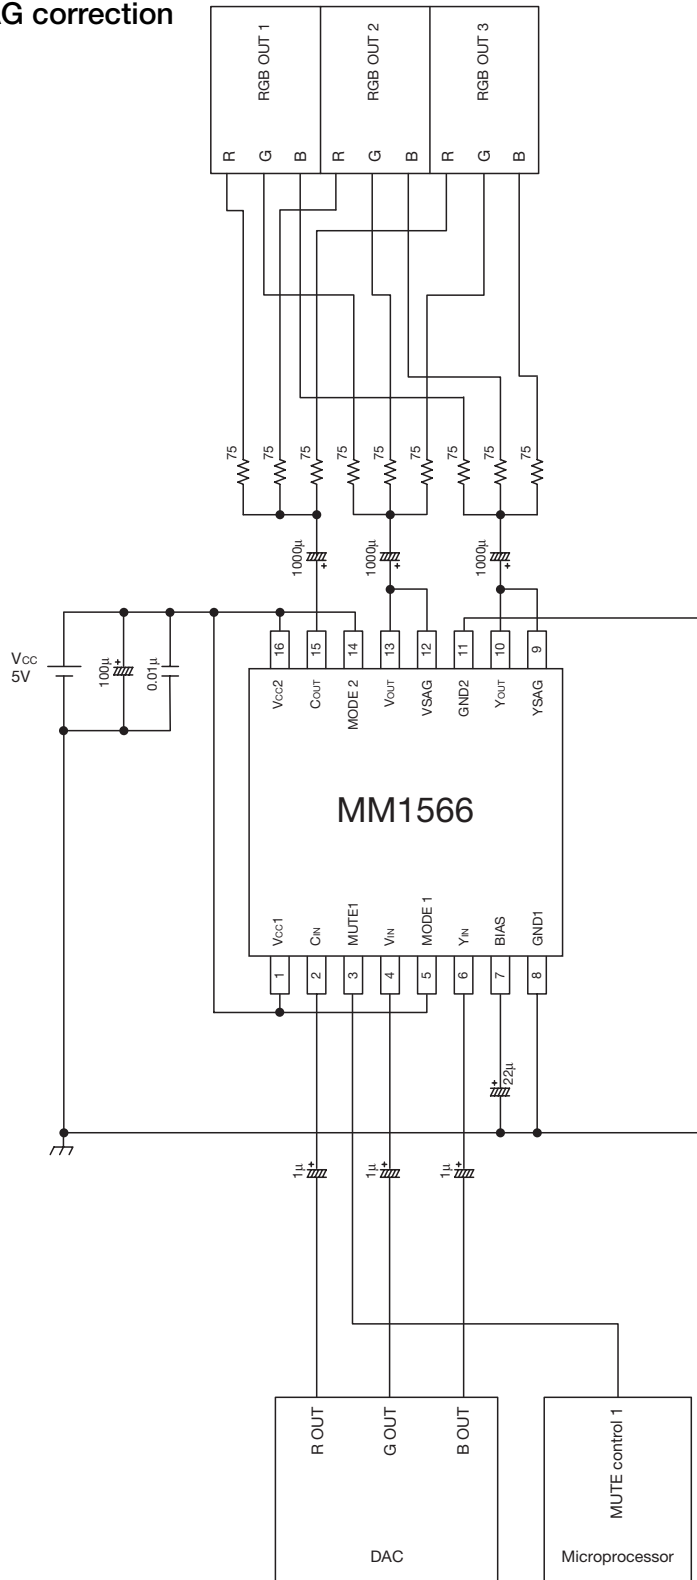 G correction
RGB OUT 1
RGB OUT 2
RGB OUT 3
R
G
B
R
G
B
R
G
B
75
75
75
75
75
75
75
75
75
1000μ
+
1000μ
+
1000μ
+
VCC
5V
100μ
+
0.01μ
16
15
14
13
12
11
10
9
VCC2
COUT
MODE 2
VOUT
VSAG
GND2
YOUT
YSAG
MM1566
VCC1
CIN
MUTE1
VIN
MODE 1
YIN
BIAS
GND1
1
2
3
4
5
6
7
8
22μ
+
1μ
+
1μ
+
1μ
+
R OUT
G OUT
B OUT
MUTE control 1
DAC
Microprocessor